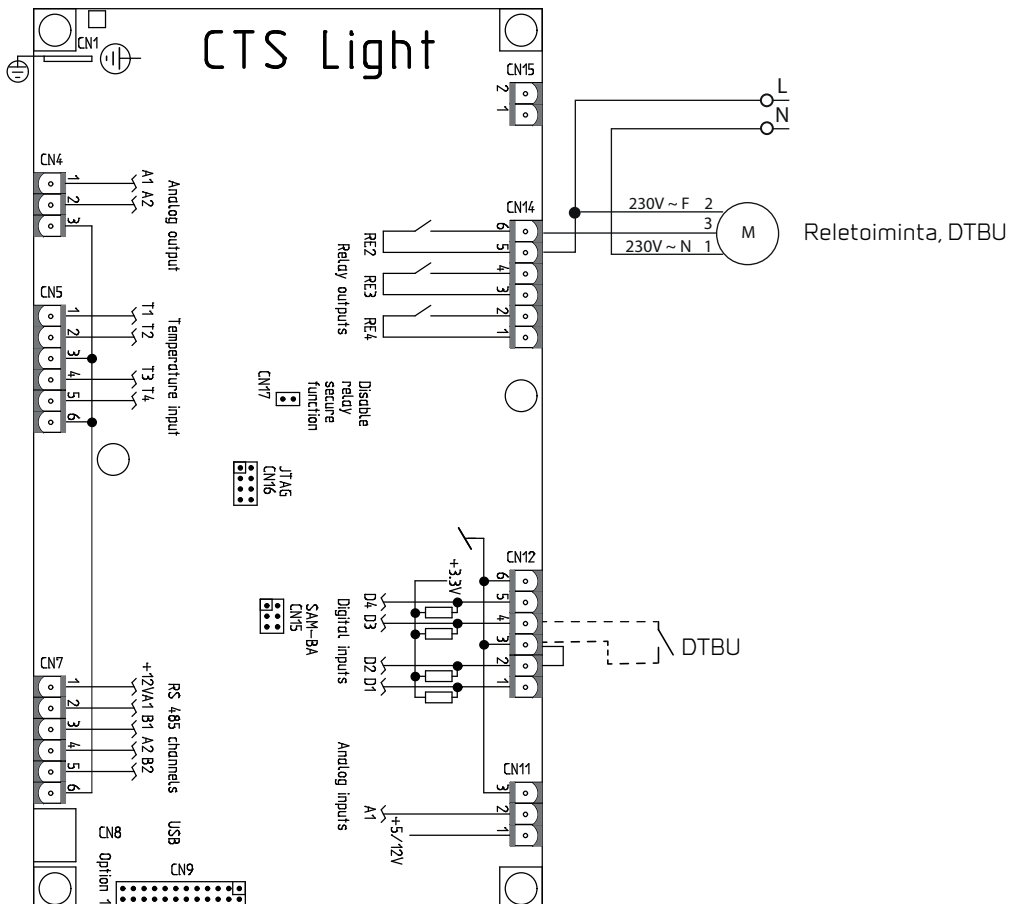 CTS Light
CN1
CN15
2
1
L
N
CN4
1
2
3
A1 A2
Analog output
CN14
6
5
4
3
2
1
RE2
RE3
RE4
Relay outputs
230V ~ F 2
3
230V ~ N 1
M
Reletoiminta, DTBU
CN5
1
2
3
4
5
6
T1 T2
T3 T4
Temperature input
CN17
Disable
relay
secure
function
JTAG
CN16
SAM-BA
CN15
CN12
6
5
4
3
2
1
+3.3V
D4 D3
D2 D1
Digital inputs
DTBU
CN7
1
2
3
4
5
6
+12VA1 B1 A2 B2
RS 485 channels
CN11
3
2
1
A1
+5/12V
Analog inputs
CN8
USB
Option 1
CN9